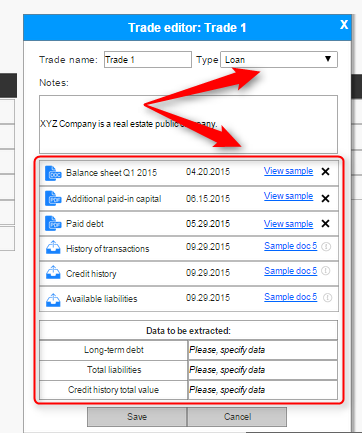 Trade editor: Trade 1 X
Trade name: Trade 1 Type Loan
Notes:
XYZ Company is a real estate public company.
DOC Balance sheet Q1 2015 04.20.2015 View sample X
PDF Additional paid-in capital 06.15.2015 View sample X
PDF Paid debt 05.29.2015 View sample X
History of transactions 09.29.2015 Sample doc 5
Credit history 09.29.2015 Sample doc 5
Available liabilities 09.29.2015 Sample doc 5
Data to be extracted:
Long-term debt Please, specify data
Total liabilities Please, specify data
Credit history total value Please, specify data
Save Cancel